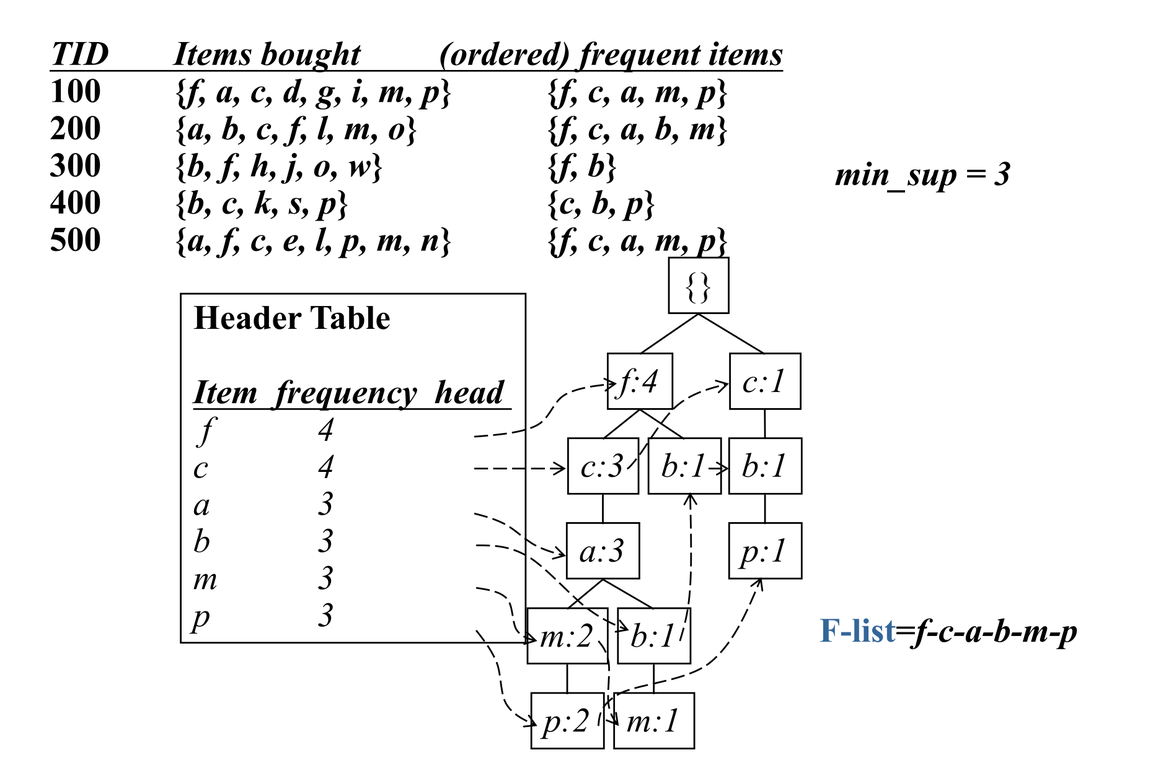 TID Items bought (ordered) frequent items
100 {f, a, c, d, g, i, m, p} {f, c, a, m, p}
200 {a, b, c, f, l, m, o} {f, c, a, b, m}
300 {b, f, h, j, o, w} {f, b}
400 {b, c, k, s, p} {c, b, p}
500 {a, f, c, e, l, p, m, n} {f, c, a, m, p}
min_sup = 3
{}
Header Table
Item frequency head
f 4
c 4
a 3
b 3
m 3
p 3
f:4 c:1
c:3 b:1 b:1
a:3 p:1
m:2 b:1
p:2 m:1
F-list=f-c-a-b-m-p